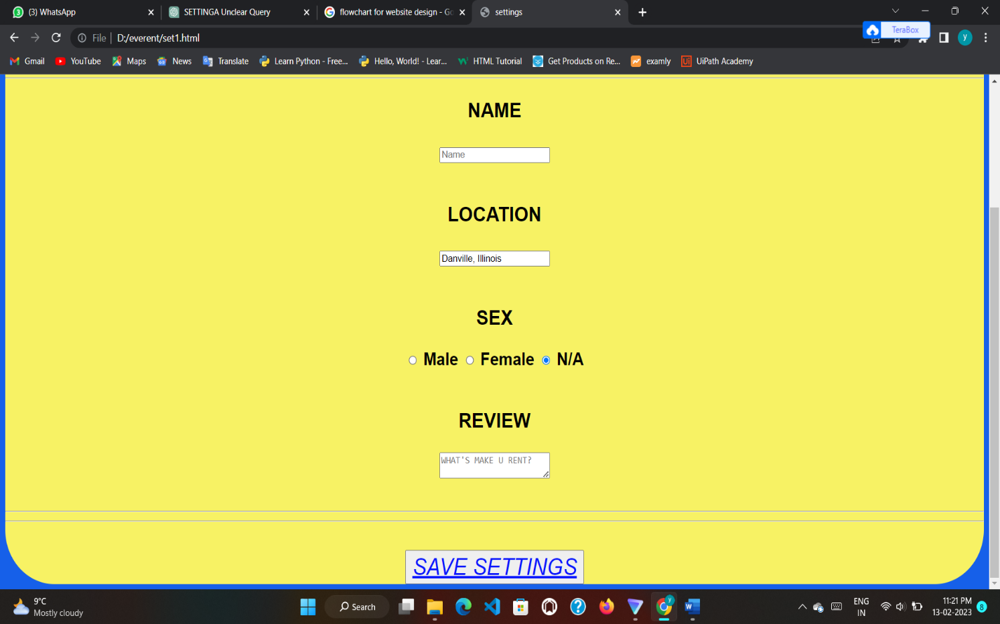 (3) WhatsApp
SETTINGA Unclear Query
flowchart for website design - Go
settings
File
D:/everent/set1.html
TeraBox
y
Gmail
YouTube
Maps
News
Translate
Learn Python - Free...
Hello, World! - Lear...
HTML Tutorial
Get Products on Re...
examly
UiPath Academy
NAME
Name
LOCATION
Danville, Illinois
SEX
Male Female N/A
REVIEW
WHAT'S MAKE U RENT?
SAVE SETTINGS
9°C
Mostly cloudy
Search
ENG
IN
11:21 PM
13-02-2023
8